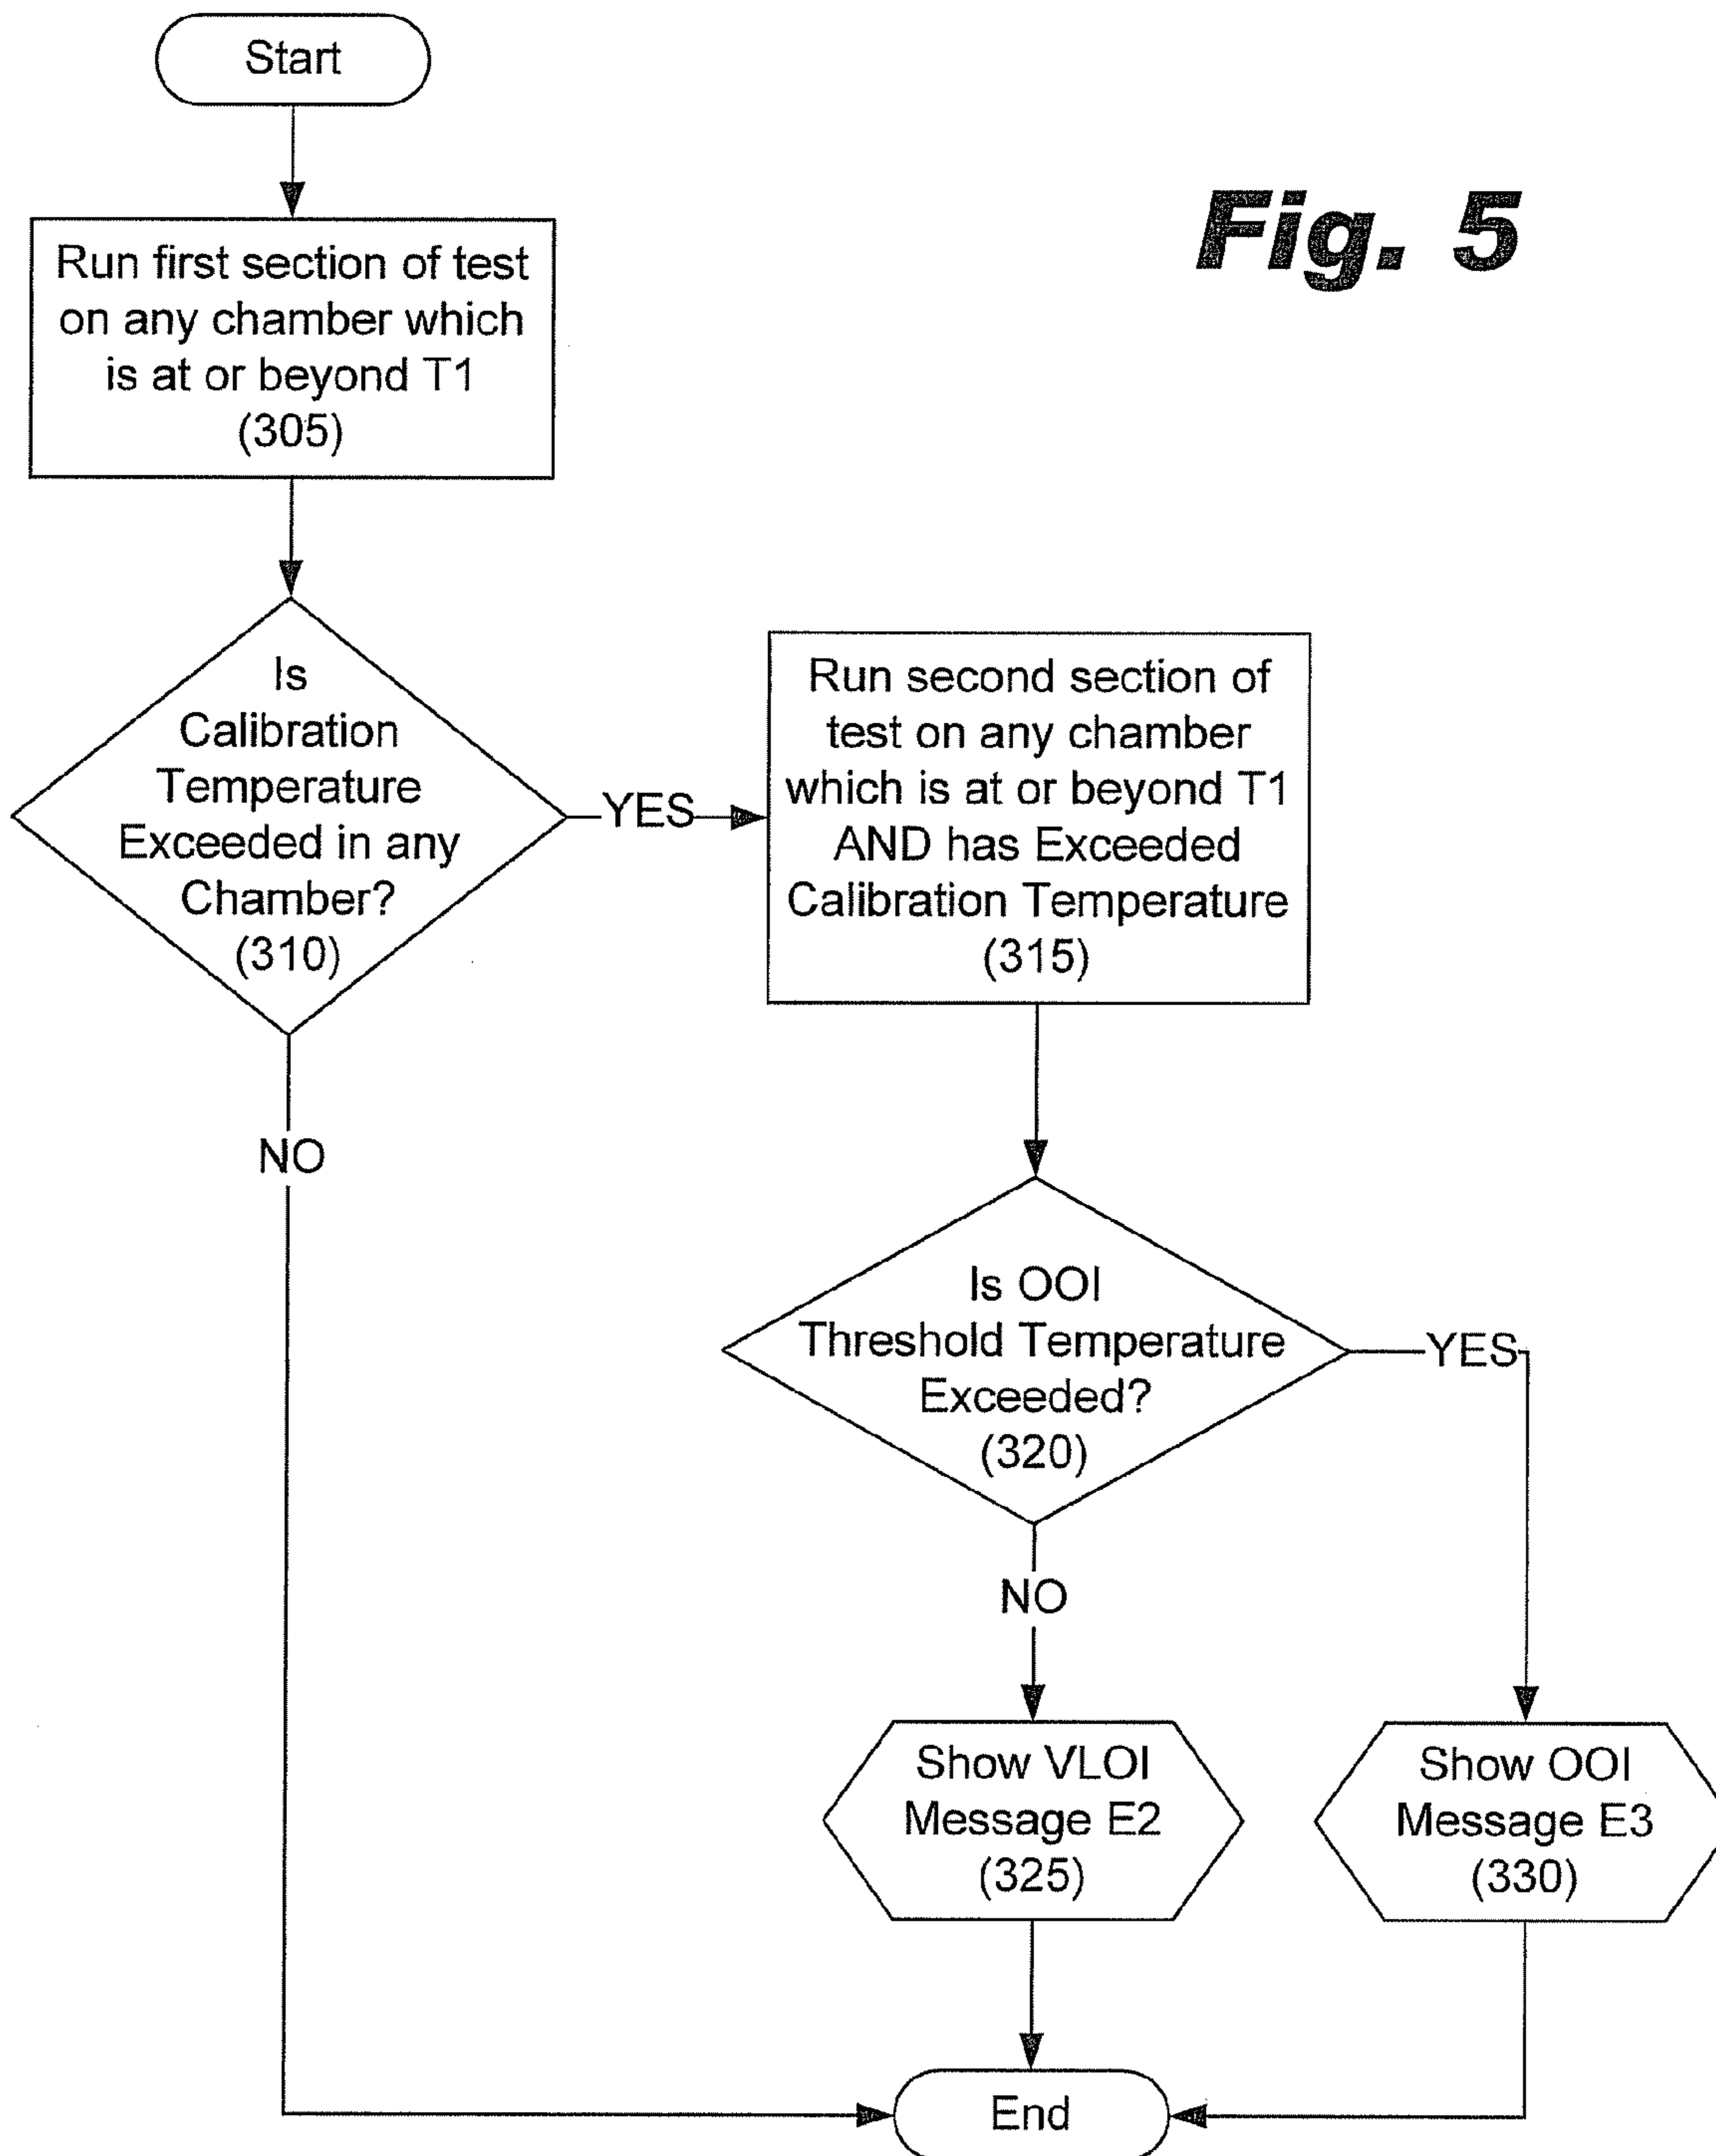 Start
Fig. 5
Run first section of test
on any chamber which
is at or beyond T1
(305)
Is
Calibration
Temperature
Exceeded in any
Chamber?
(310)
YES
Run second section of
test on any chamber
which is at or beyond T1
AND has Exceeded
Calibration Temperature
(315)
NO
Is OOI
Threshold Temperature
Exceeded?
(320)
YES
NO
Show VLOI
Message E2
(325)
Show OOI
Message E3
(330)
End